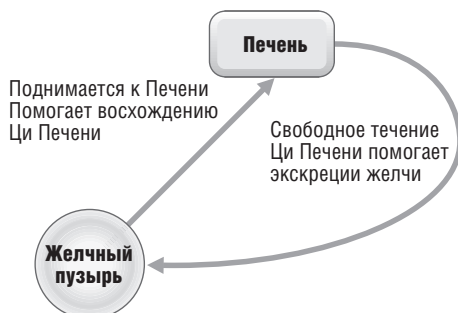 Печень
Поднимается к Печени
Помогает восхождению
Ци Печени
Свободное течение
Ци Печени помогает
экскреции желчи
Желчный
пузырь